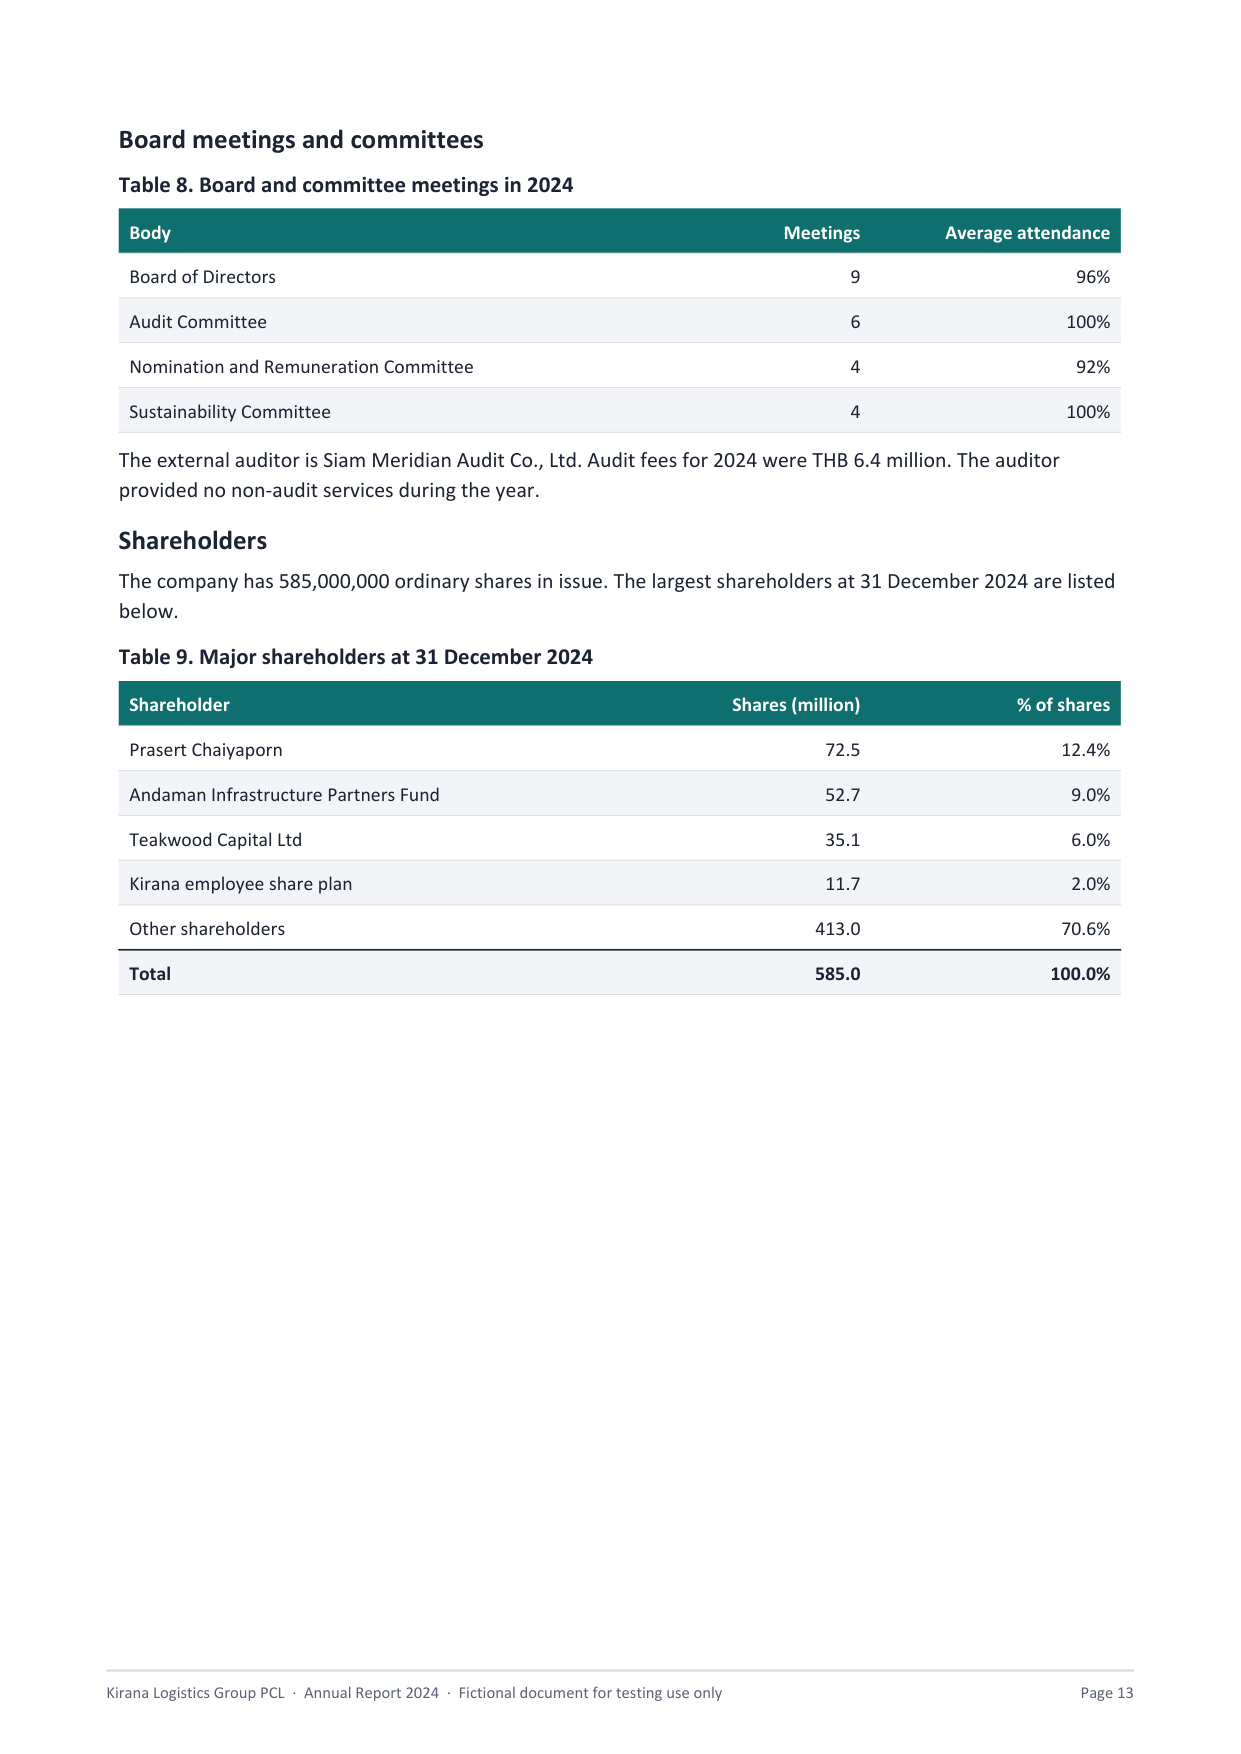 Board meetings and committees
Table 8. Board and committee meetings in 2024
Body Meetings Average attendance
Board of Directors 9 96%
Audit Committee 6 100%
Nomination and Remuneration Committee 4 92%
Sustainability Committee 4 100%
The external auditor is Siam Meridian Audit Co., Ltd. Audit fees for 2024 were THB 6.4 million. The auditor
provided no non-audit services during the year.
Shareholders
The company has 585,000,000 ordinary shares in issue. The largest shareholders at 31 December 2024 are listed
below.
Table 9. Major shareholders at 31 December 2024
Shareholder Shares (million) % of shares
Prasert Chaiyaporn 72.5 12.4%
Andaman Infrastructure Partners Fund 52.7 9.0%
Teakwood Capital Ltd 35.1 6.0%
Kirana employee share plan 11.7 2.0%
Other shareholders 413.0 70.6%
Total 585.0 100.0%
Kirana Logistics Group PCL · Annual Report 2024 · Fictional document for testing use only Page 13